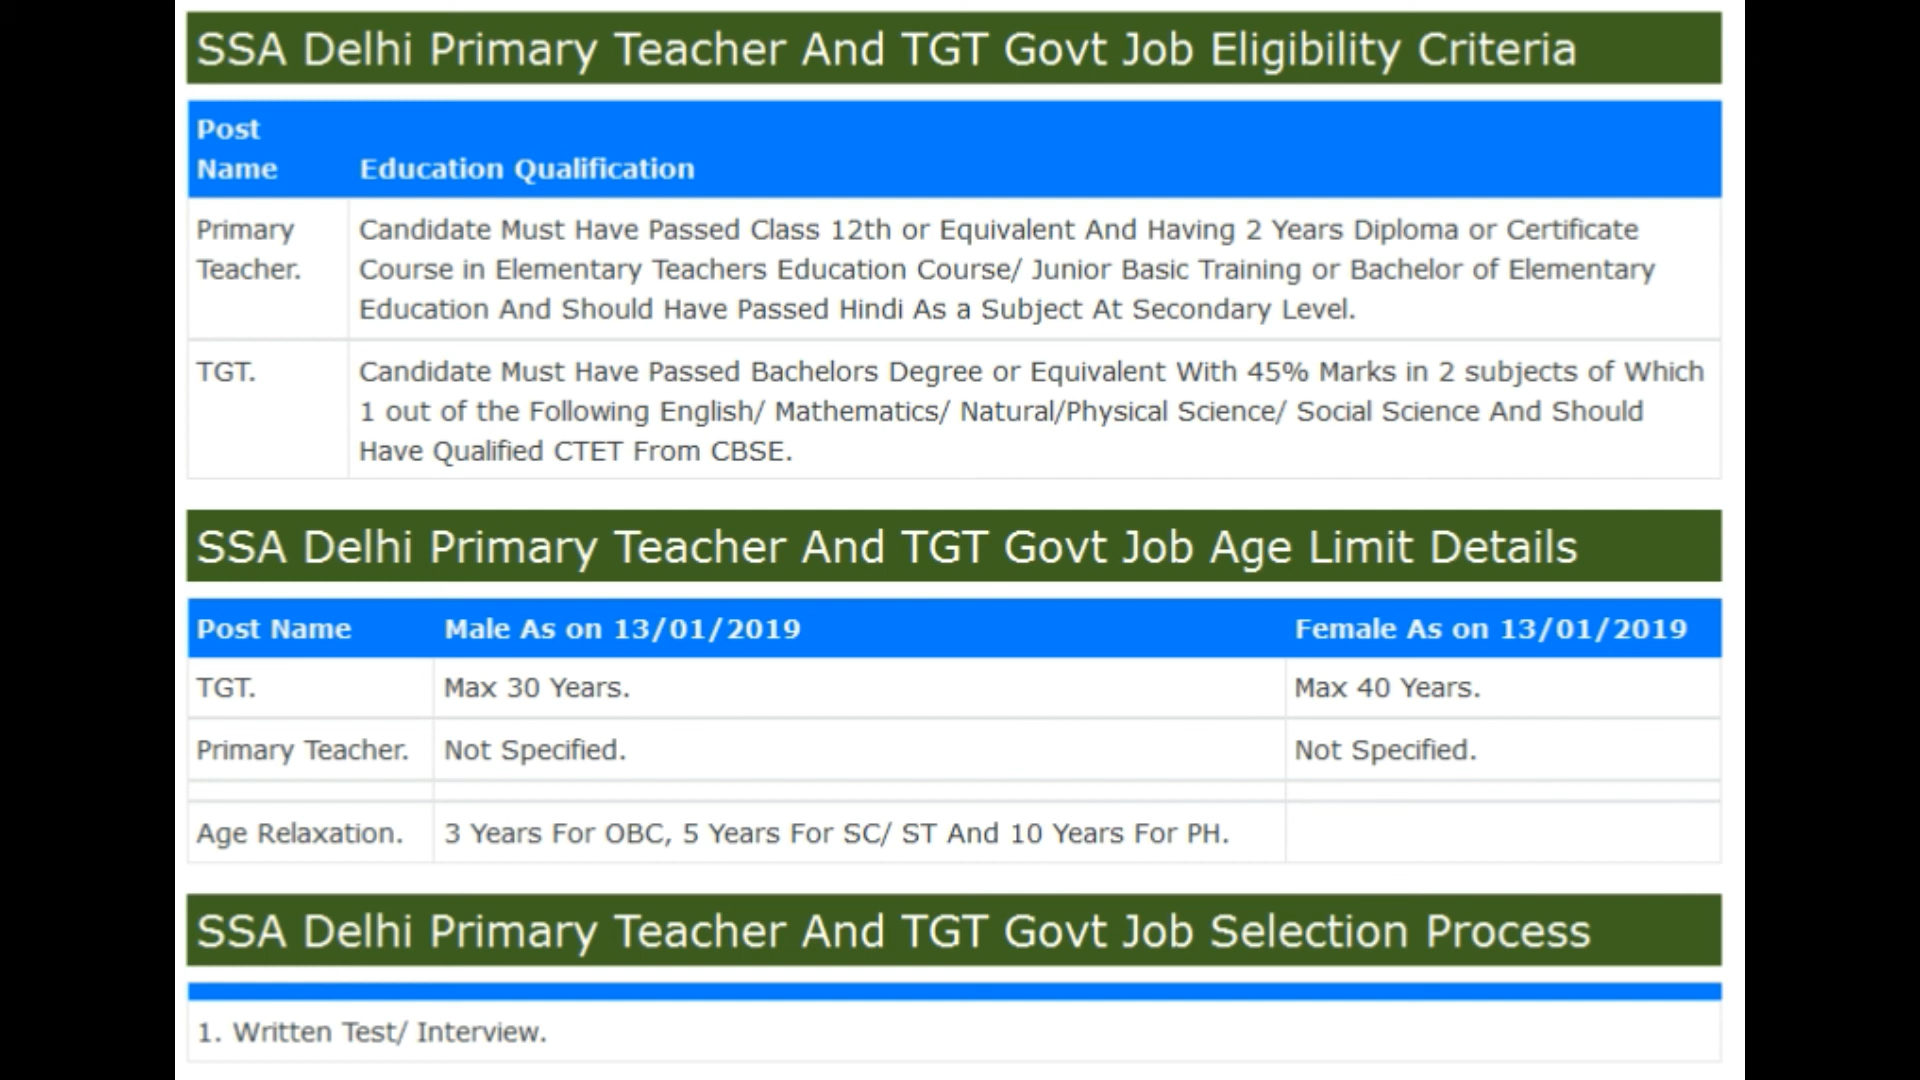 SSA Delhi Primary Teacher And TGT Govt Job Eligibility Criteria
Post
Name
Education Qualification
Primary
Teacher.
Candidate Must Have Passed Class 12th or Equivalent And Having 2 Years Diploma or Certificate
Course in Elementary Teachers Education Course/ Junior Basic Training or Bachelor of Elementary
Education And Should Have Passed Hindi As a Subject At Secondary Level.
TGT.
Candidate Must Have Passed Bachelors Degree or Equivalent With 45% Marks in 2 subjects of Which
1 out of the Following English/ Mathematics/ Natural/Physical Science/ Social Science And Should
Have Qualified CTET From CBSE.
SSA Delhi Primary Teacher And TGT Govt Job Age Limit Details
Post Name Male As on 13/01/2019 Female As on 13/01/2019
TGT. Max 30 Years. Max 40 Years.
Primary Teacher. Not Specified. Not Specified.
Age Relaxation. 3 Years For OBC, 5 Years For SC/ ST And 10 Years For PH.
SSA Delhi Primary Teacher And TGT Govt Job Selection Process
1. Written Test/ Interview.